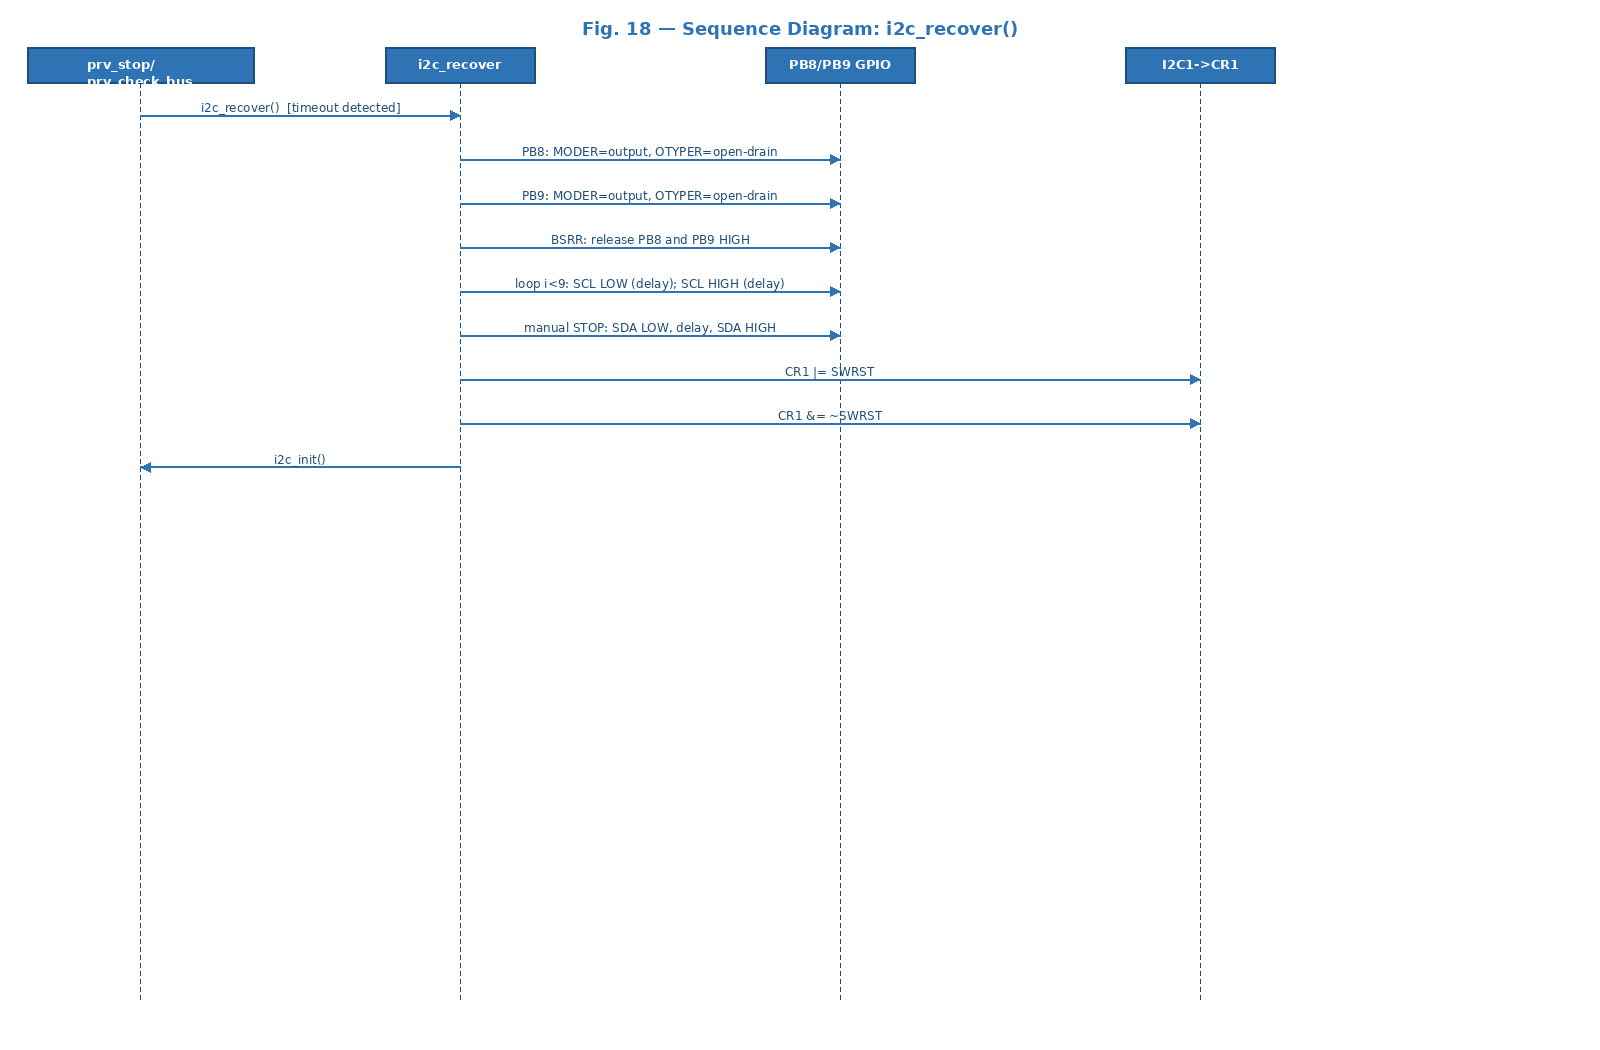 Fig. 18 — Sequence Diagram: i2c_recover()
prv_stop/
prv_check_bus
i2c_recover
PB8/PB9 GPIO
I2C1->CR1
i2c_recover()  [timeout detected]
PB8: MODER=output, OTYPER=open-drain
PB9: MODER=output, OTYPER=open-drain
BSRR: release PB8 and PB9 HIGH
loop i<9: SCL LOW (delay); SCL HIGH (delay)
manual STOP: SDA LOW, delay, SDA HIGH
CR1 |= SWRST
CR1 &= ~SWRST
i2c_init()